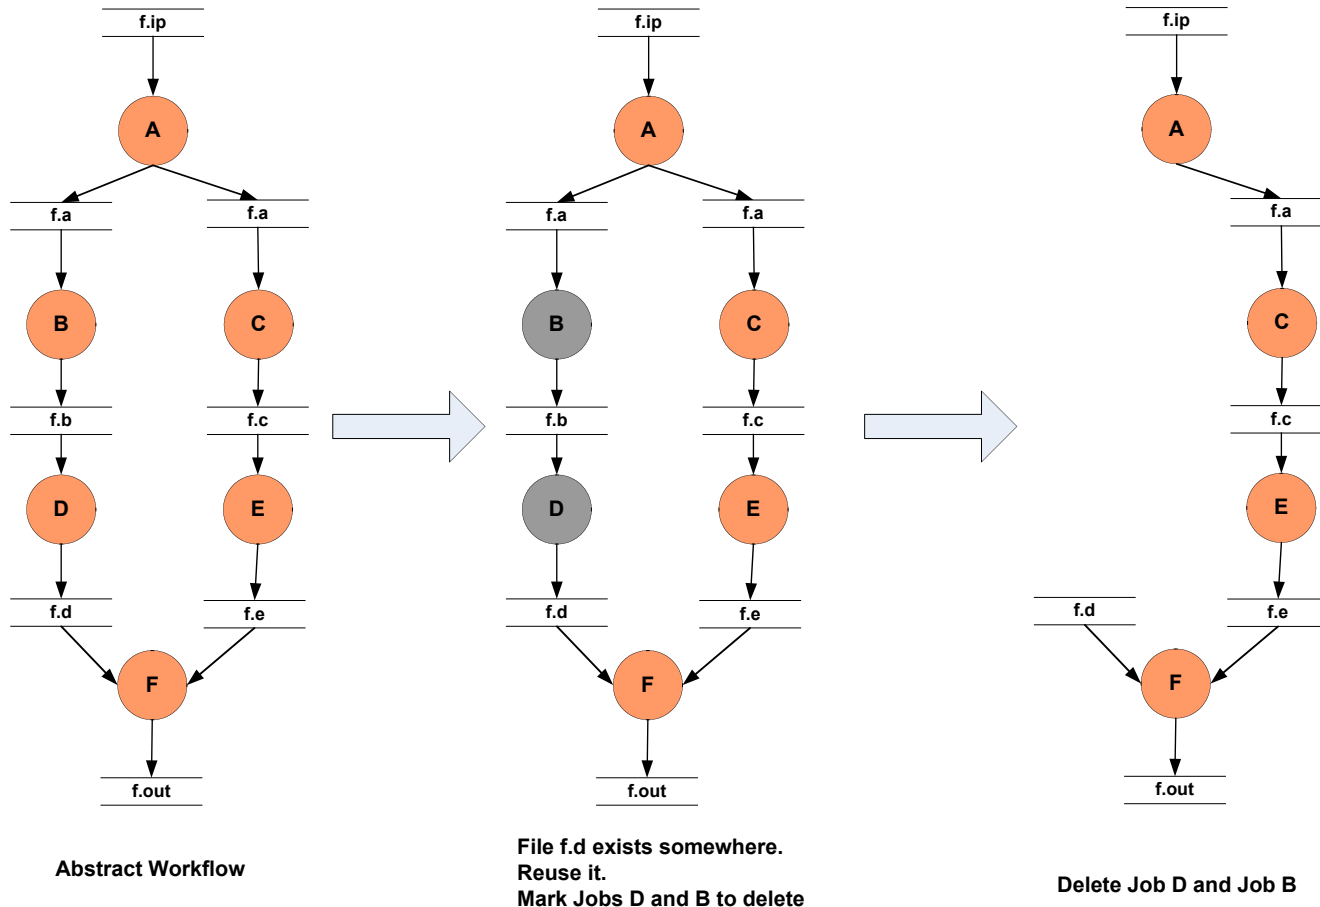 f.ip
A
f.a
f.a
B
C
f.b
f.c
D
E
f.d
f.e
F
f.out
Abstract Workflow
f.ip
A
f.a
f.a
B
C
f.b
f.c
D
E
f.d
f.e
F
f.out
File f.d exists somewhere.
Reuse it.
Mark Jobs D and B to delete
f.ip
A
f.a
C
f.c
E
f.d
f.e
F
f.out
Delete Job D and Job B